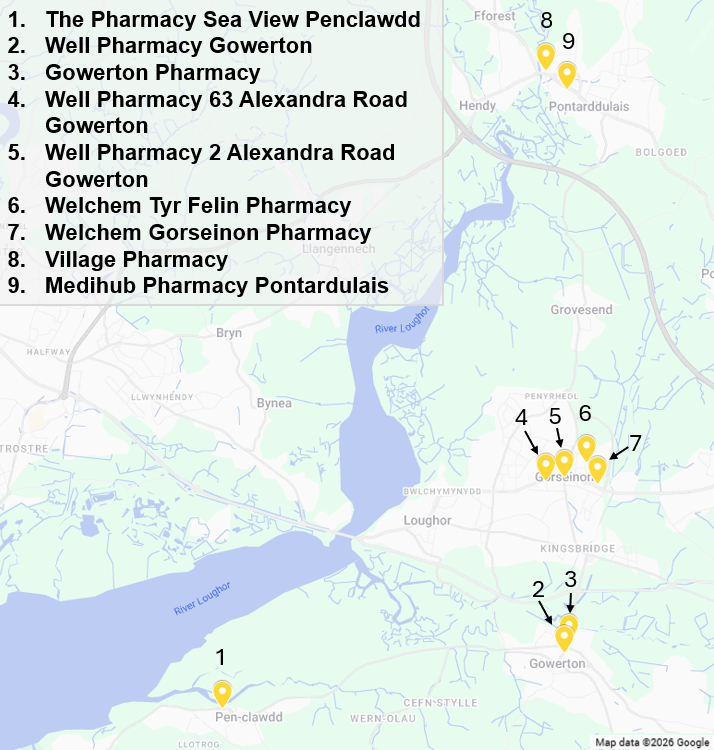 1. The Pharmacy Sea View Penclawdd
2. Well Pharmacy Gowerton
3. Gowerton Pharmacy
4. Well Pharmacy 63 Alexandra Road
Gowerton
5. Well Pharmacy 2 Alexandra Road
Gowerton
6. Welchem Tyr Felin Pharmacy
7. Welchem Gorseinon Pharmacy
8. Village Pharmacy
9. Medihub Pharmacy Pontardulais
Fforest
8
9
Hendy
Pontarddulais
BOLGOED
Llangennech
Po
Grovesend
River Loughor
Bryn
HALFWAY
LLWYNHENDY
Bynea
PENYRHEOL
TROSTRE
4
5
6
7
Gorseinon
BWLCHYMYNYDD
Loughor
KINGSBRIDGE
River Loughor
2
3
Gowerton
1
Pen-clawdd
CEFN-STYLLE
WERN-OLAU
LLOTROG
Map data ©2026 Google